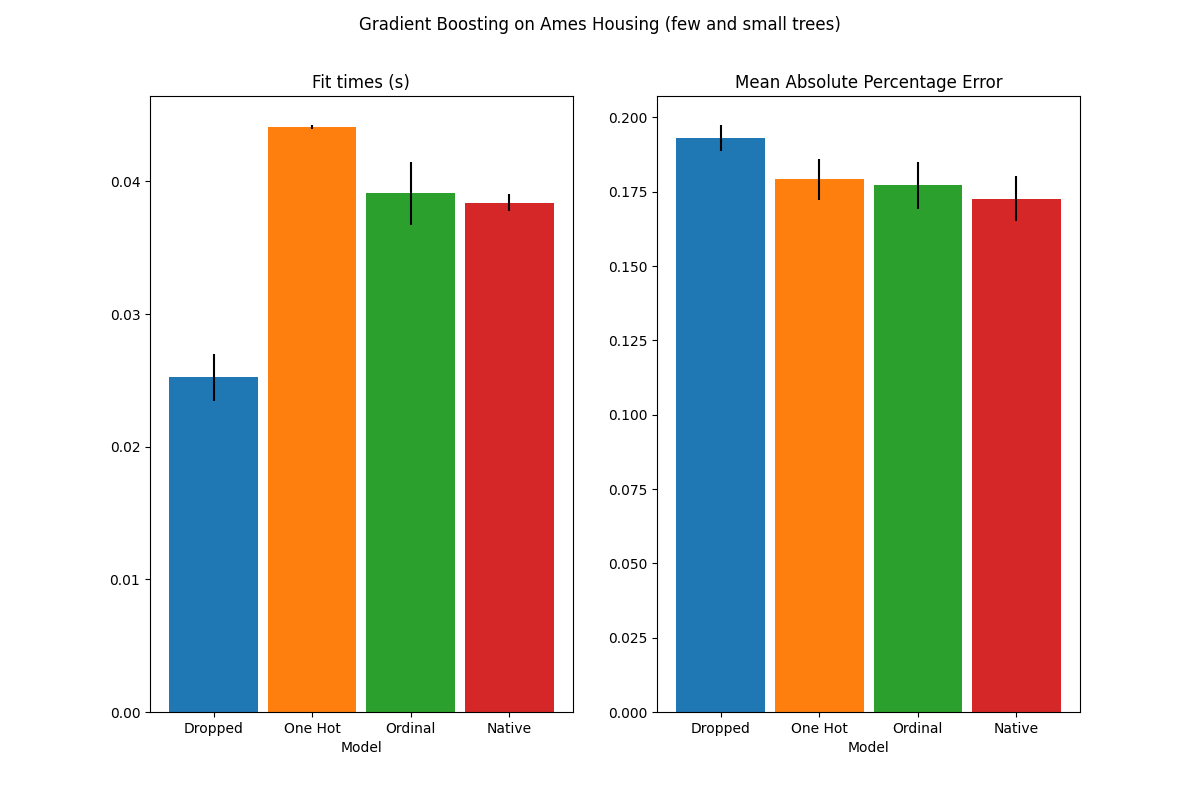 Gradient Boosting on Ames Housing (few and small trees)
Fit times (s)
0.04
0.03
0.02
0.01
0.00
Dropped One Hot Ordinal Native
Model
Mean Absolute Percentage Error
0.200
0.175
0.150
0.125
0.100
0.075
0.050
0.025
0.000
Dropped One Hot Ordinal Native
Model